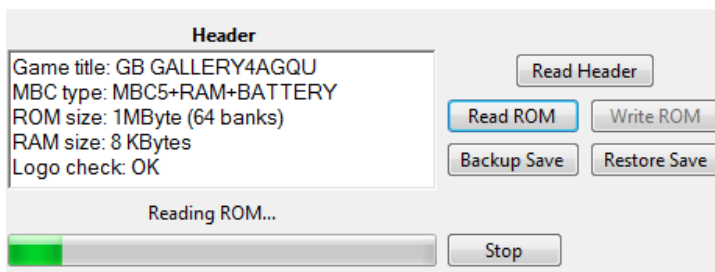 Header
Game title: GB GALLERY4AGQU
MBC type: MBC5+RAM+BATTERY
ROM size: 1MByte (64 banks)
RAM size: 8 KBytes
Logo check: OK
Read Header
Read ROM
Write ROM
Backup Save
Restore Save
Reading ROM...
Stop